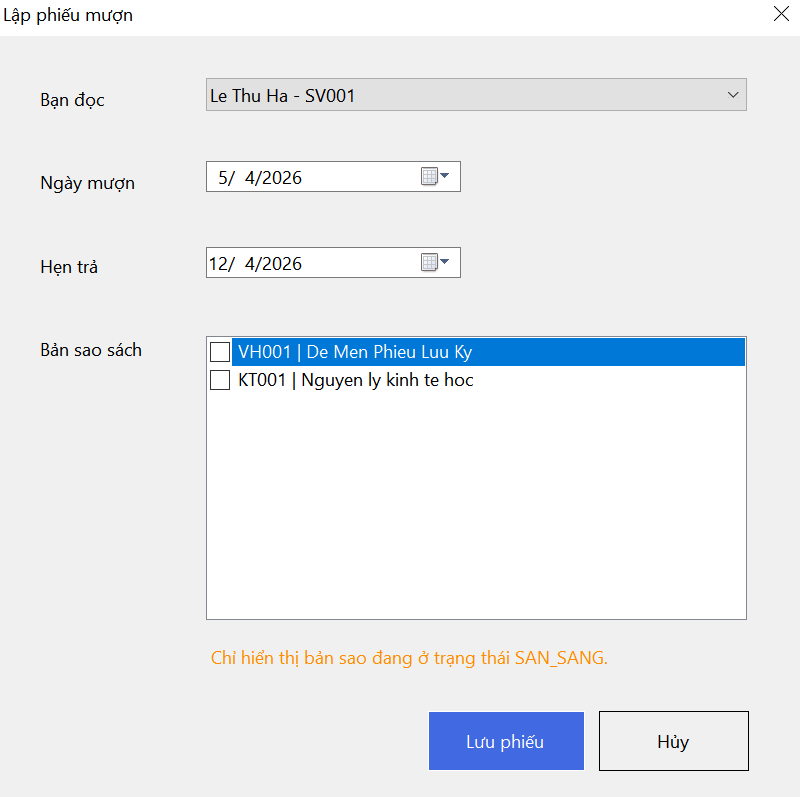 Lập phiếu mượn
Bạn đọc
Le Thu Ha - SV001
Ngày mượn
5/ 4/2026
Hẹn trả
12/ 4/2026
Bản sao sách
VH001 | De Men Phieu Luu Ky
KT001 | Nguyen ly kinh te hoc
Chỉ hiển thị bản sao đang ở trạng thái SAN_SANG.
Lưu phiếu
Hủy